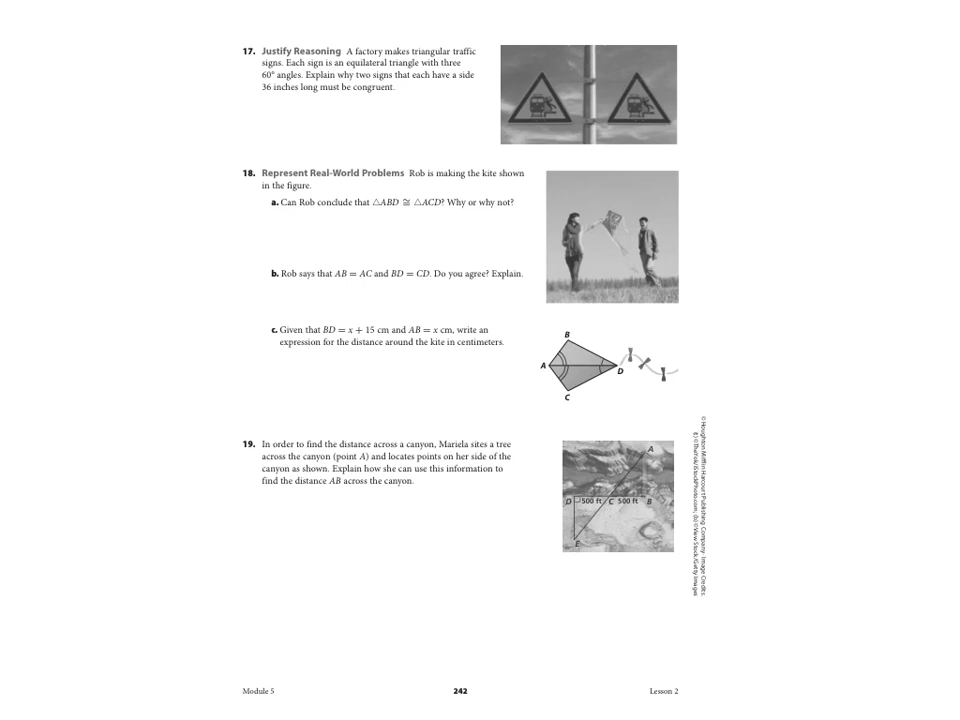 17. Justify Reasoning A factory makes triangular traffic
signs. Each sign is an equilateral triangle with three
60° angles. Explain why two signs that each have a side
36 inches long must be congruent.
18. Represent Real-World Problems Rob is making the kite shown
in the figure.
a. Can Rob conclude that △ABD ≅ △ACD? Why or why not?
b. Rob says that AB = AC and BD = CD. Do you agree? Explain.
c. Given that BD = x + 15 cm and AB = x cm, write an
expression for the distance around the kite in centimeters.
B
A
D
C
19. In order to find the distance across a canyon, Mariela sites a tree
across the canyon (point A) and locates points on her side of the
canyon as shown. Explain how she can use this information to
find the distance AB across the canyon.
A
D 500 ft C 500 ft B
E
© Houghton Mifflin Harcourt Publishing Company · Image Credits:
(t) ©TheYok/iStockPhoto.com; (b) ©View Stock/Getty Images
Module 5
242
Lesson 2